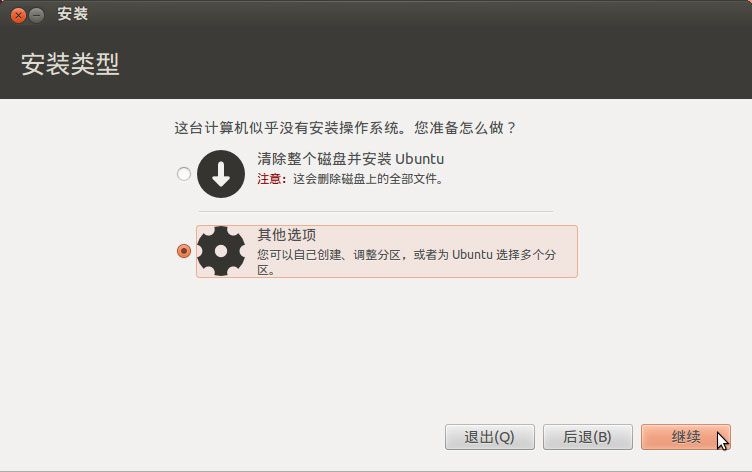 安装
安装类型
这台计算机似乎没有安装操作系统。您准备怎么做？
清除整个磁盘并安装 Ubuntu
注意：这会删除磁盘上的全部文件。
其他选项
您可以自己创建、调整分区，或者为 Ubuntu 选择多个分
区。
退出(Q)
后退(B)
继续